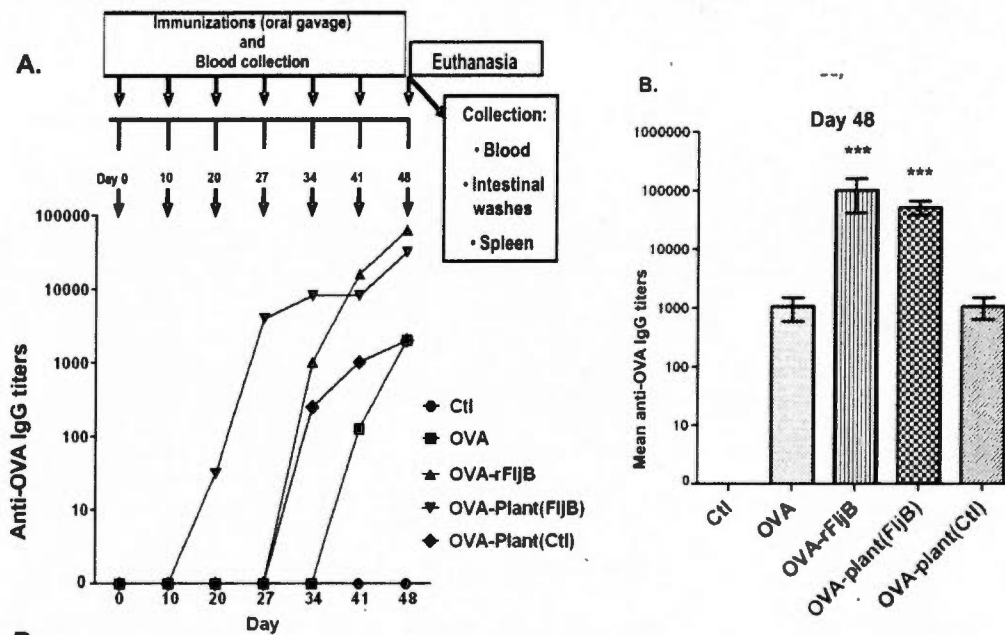 A.
Immunizations (oral gavage)
and
Blood collection
Euthanasia
Collection:
• Blood
• Intestinal
washes
• Spleen
Day 0 10 20 27 34 41 48
Anti-OVA IgG titers
100000
10000
1000
100
10
0
0 10 20 27 34 41 48
Day
Ctl
OVA
OVA-rFljB
OVA-Plant(FljB)
OVA-Plant(Ctl)
B.
Day 48
***
***
Mean anti-OVA IgG titers
1000000
100000
10000
1000
100
10
0
Ctl
OVA
OVA-rFljB
OVA-plant(FljB)
OVA-plant(Ctl)